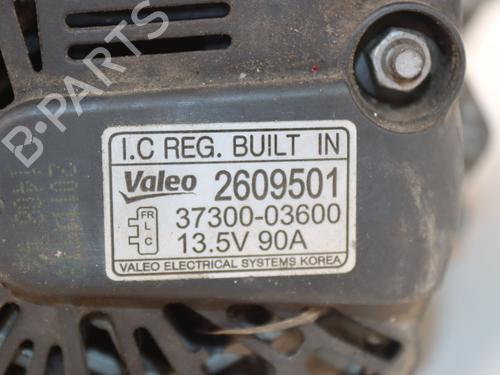 I.C REG. BUILT IN
Valeo 2609501
FR
L
C
37300-03600
13.5V 90A
VALEO ELECTRICAL SYSTEMS KOREA
B-PARTS